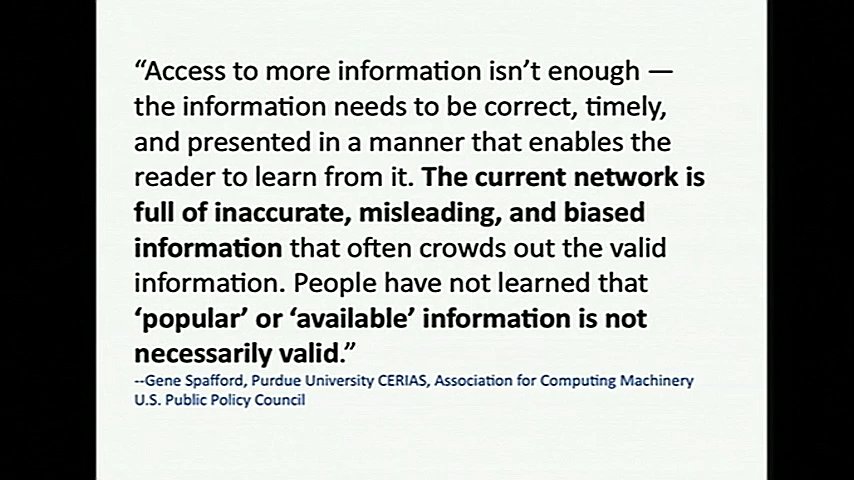 “Access to more information isn’t enough —
the information needs to be correct, timely,
and presented in a manner that enables the
reader to learn from it. The current network is
full of inaccurate, misleading, and biased
information that often crowds out the valid
information. People have not learned that
‘popular’ or ‘available’ information is not
necessarily valid.”
--Gene Spafford, Purdue University CERIAS, Association for Computing Machinery
U.S. Public Policy Council